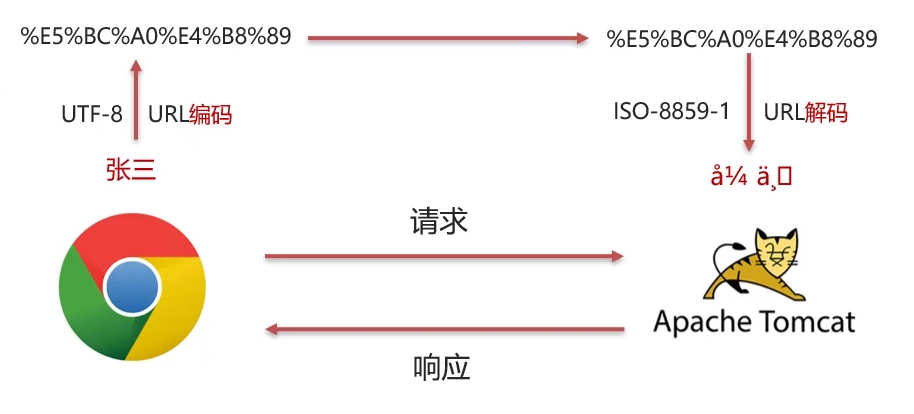 %E5%BC%A0%E4%B8%89
%E5%BC%A0%E4%B8%89
UTF-8 URL编码
ISO-8859-1 URL解码
张三
å¼ ä¸
请求
Apache Tomcat
响应